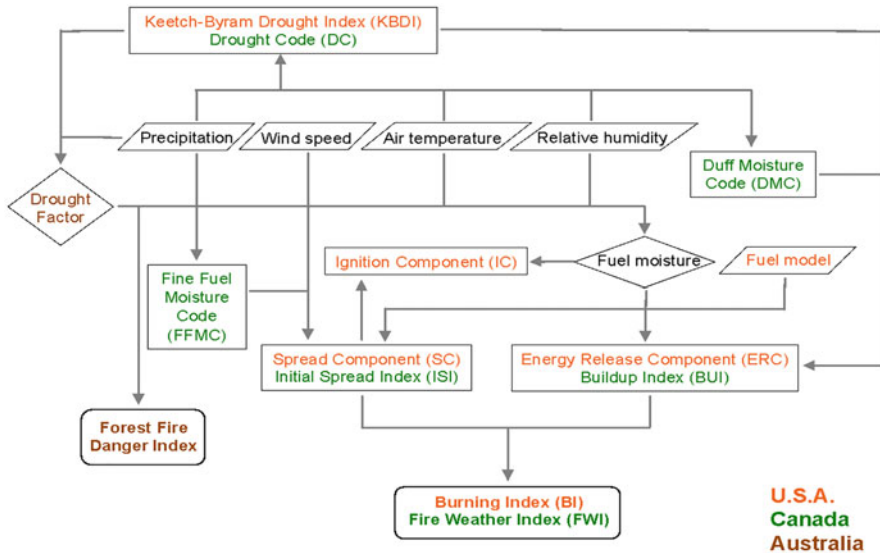 Keetch-Byram Drought Index (KBDI)
Drought Code (DC)
Precipitation
Wind speed
Air temperature
Relative humidity
Duff Moisture
Code (DMC)
Drought
Factor
Ignition Component (IC)
Fuel moisture
Fuel model
Fine Fuel
Moisture
Code
(FFMC)
Spread Component (SC)
Initial Spread Index (ISI)
Energy Release Component (ERC)
Buildup Index (BUI)
Forest Fire
Danger Index
Burning Index (BI)
Fire Weather Index (FWI)
U.S.A.
Canada
Australia